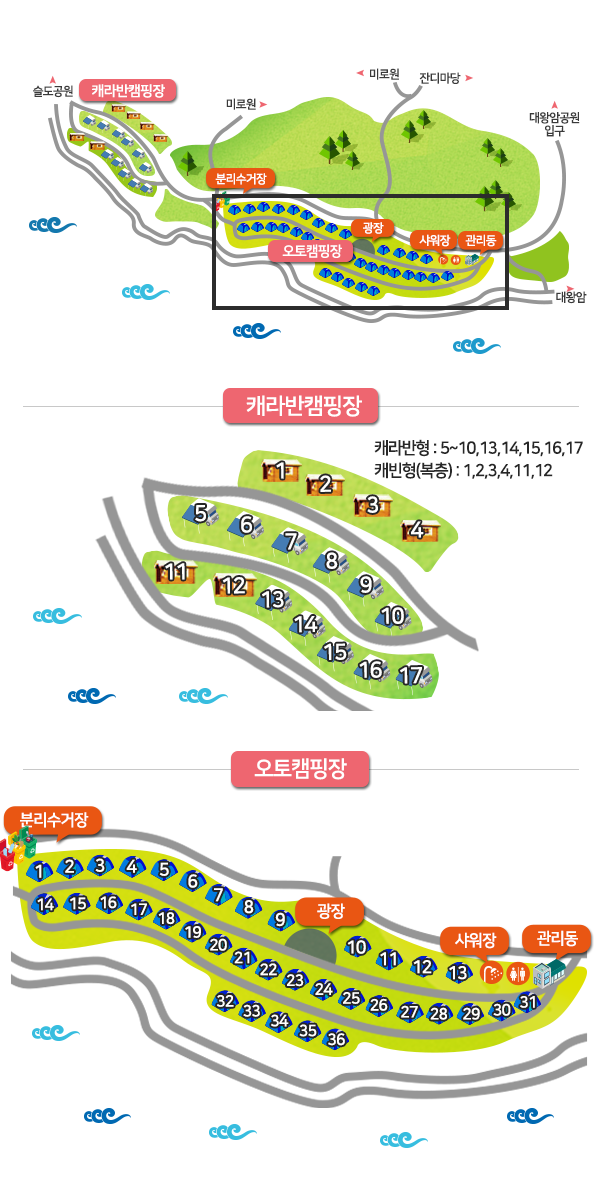 미로원
잔디마당
슬도공원
캐라반캠핑장
미로원
대왕암공원
입구
분리수거장
광장
샤워장
관리동
오토캠핑장
대왕암
캐라반캠핑장
캐라반형 : 5~10,13,14,15,16,17
캐빈형(복층) : 1,2,3,4,11,12
1
2
3
4
5
6
7
8
9
10
11
12
13
14
15
16
17
오토캠핑장
분리수거장
1
2
3
4
5
6
7
8
9
광장
10
11
12
13
샤워장
관리동
14
15
16
17
18
19
20
21
22
23
24
25
26
27
28
29
30
31
32
33
34
35
36